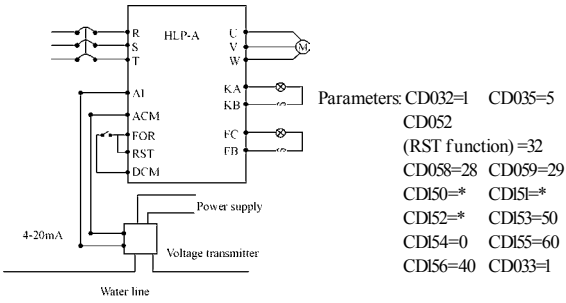 HLP-A
R
S
T
U
V
W
M
AI
ACM
FOR
RST
DCM
KA
KB
FC
FB
Power supply
4-20mA
Voltage transmitter
Water line
Parameters: CD032=1 CD035=5
CD052
(RST function) =32
CD058=28 CD059=29
CD150=* CD151=*
CD152=* CD153=50
CD154=0 CD155=60
CD156=40 CD033=1